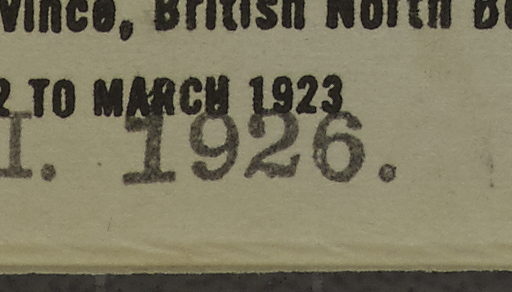 vince, British North
2 TO MARCH 1923
I. 1926.